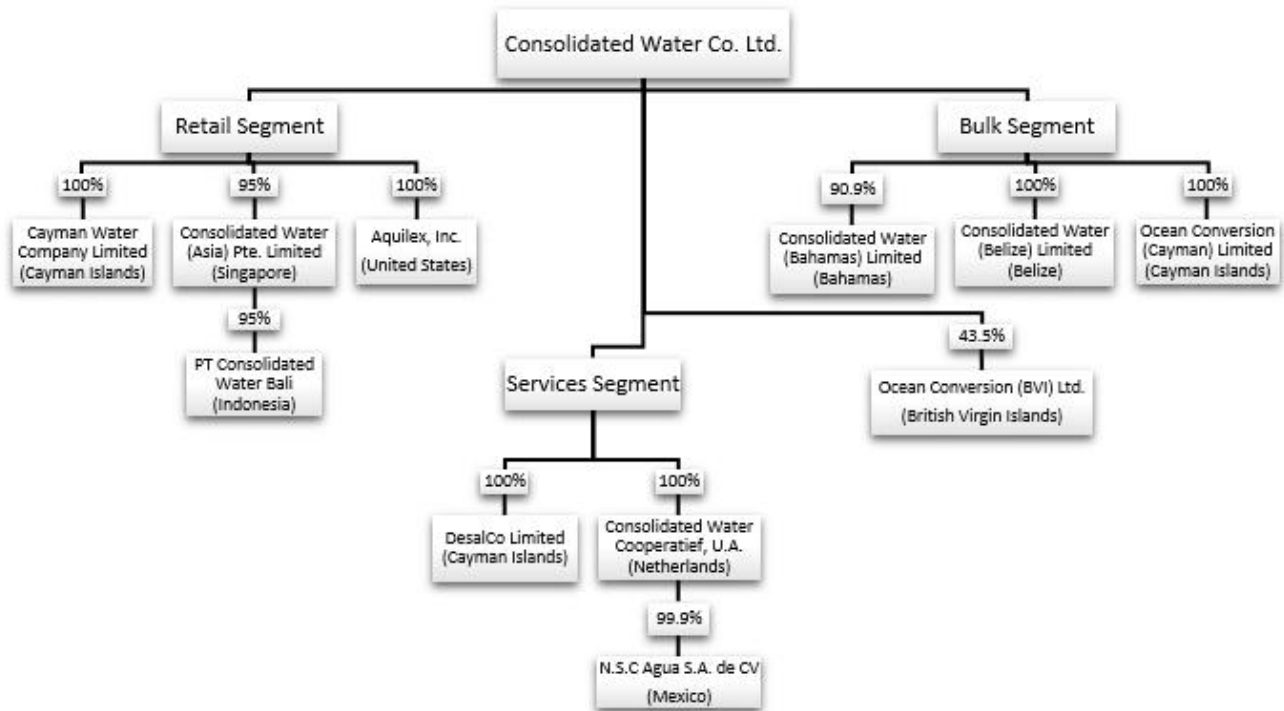 Consolidated Water Co. Ltd.
Retail Segment
Bulk Segment
100%
95%
100%
90.9%
100%
100%
Cayman Water
Company Limited
(Cayman Islands)
Consolidated Water
(Asia) Pte. Limited
(Singapore)
Aquilex, Inc.
(United States)
Consolidated Water
(Bahamas) Limited
(Bahamas)
Consolidated Water
(Belize) Limited
(Belize)
Ocean Conversion
(Cayman) Limited
(Cayman Islands)
95%
PT Consolidated
Water Bali
(Indonesia)
43.5%
Ocean Conversion (BVI) Ltd.
(British Virgin Islands)
Services Segment
100%
100%
DesalCo Limited
(Cayman Islands)
Consolidated Water
Cooperatief, U.A.
(Netherlands)
99.9%
N.S.C Agua S.A. de CV
(Mexico)